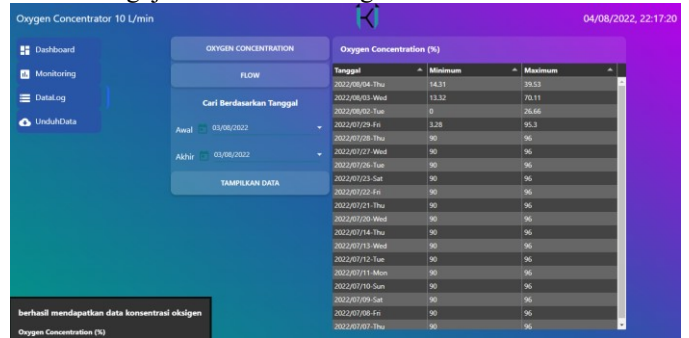 Oxygen Concentrator 10 L/min
04/08/2022, 22:17:20
Dashboard
Monitoring
DataLog
UnduhData
OXYGEN CONCENTRATION
FLOW
Cari Berdasarkan Tanggal
Awal 03/08/2022
Akhir 03/08/2022
TAMPILKAN DATA
Oxygen Concentration (%)
Tanggal Minimum Maximum
2022/08/04-Thu 14.31 39.53
2022/08/03-Wed 13.32 70.11
2022/08/02-Tue 0 26.66
2022/07/29-Fri 3.28 95.3
2022/07/28-Thu 90 96
2022/07/27-Wed 90 96
2022/07/26-Tue 90 96
2022/07/23-Sat 90 96
2022/07/22-Fri 90 96
2022/07/21-Thu 90 96
2022/07/20-Wed 90 96
2022/07/14-Thu 90 96
2022/07/13-Wed 90 96
2022/07/12-Tue 90 96
2022/07/11-Mon 90 96
2022/07/10-Sun 90 96
2022/07/09-Sat 90 96
2022/07/08-Fri 90 96
2022/07/07-Thu 90 96
berhasil mendapatkan data konsentrasi oksigen
Oxygen Concentration (%)